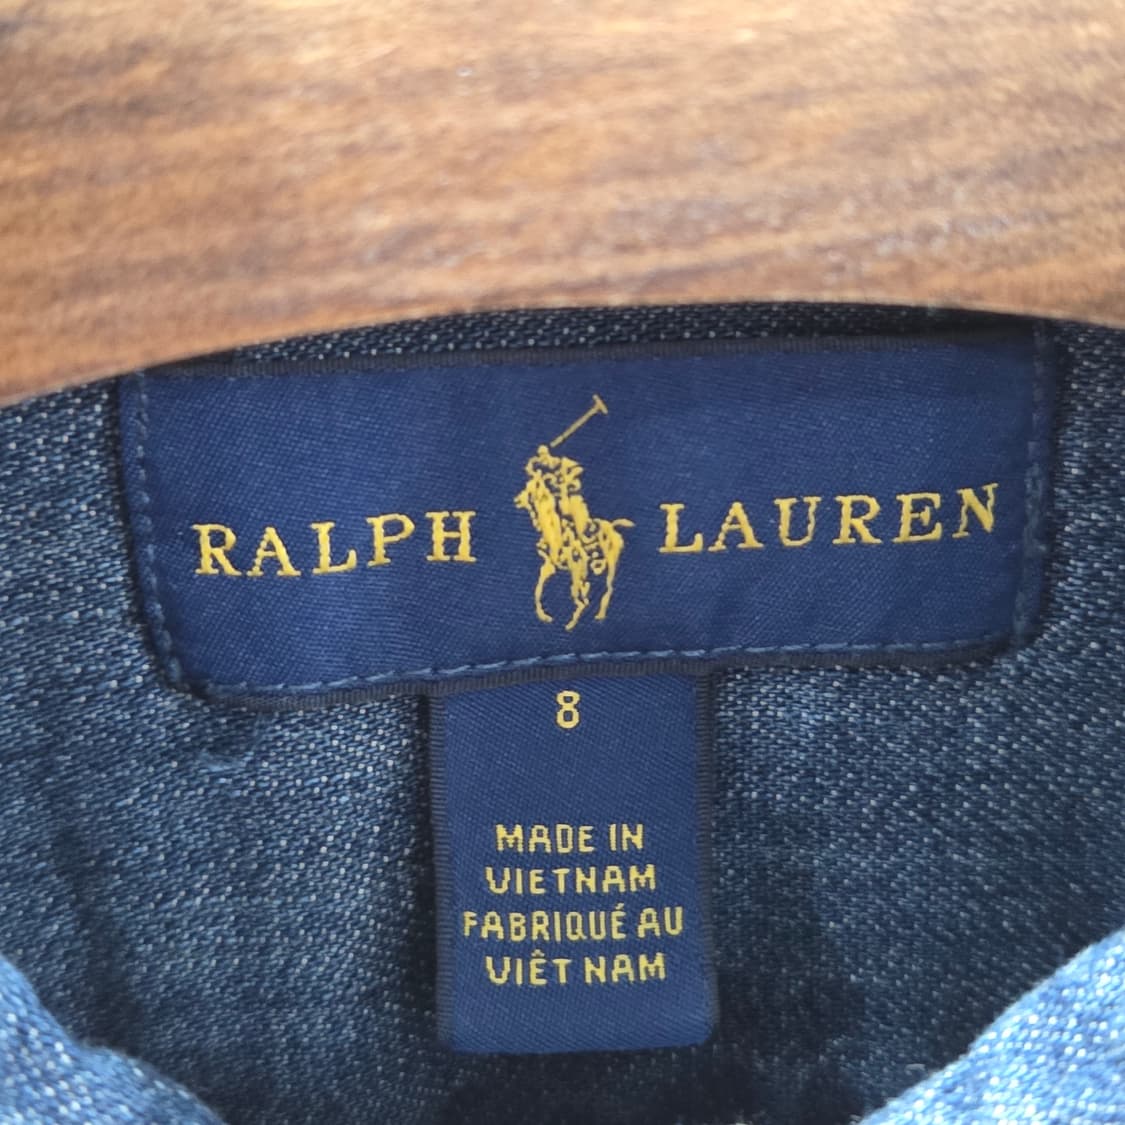 RALPH LAUREN
8
MADE IN
VIETNAM
FABRIQUÉ AU
VIÊT NAM